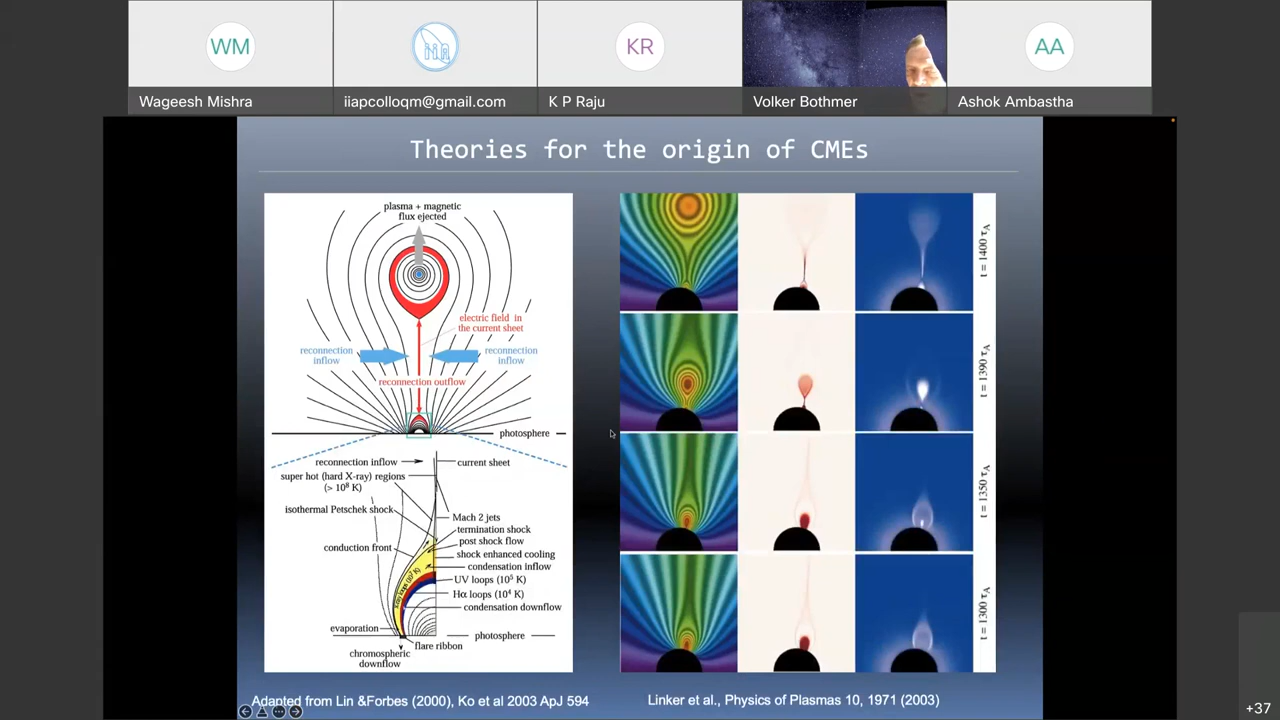 WM
KR
AA
Wageesh Mishra
iiapcolloqm@gmail.com
K P Raju
Volker Bothmer
Ashok Ambastha
Theories for the origin of CMEs
plasma + magnetic
flux ejected
electric field in
the current sheet
reconnection
inflow
reconnection
inflow
reconnection outflow
photosphere
reconnection inflow
current sheet
super hot (hard X-ray) regions
(> 10⁸ K)
isothermal Petschek shock
Mach 2 jets
termination shock
post shock flow
conduction front
shock enhanced cooling
condensation inflow
X-ray loops (10⁷ K)
UV loops (10⁵ K)
Hα loops (10⁴ K)
condensation downflow
evaporation
photosphere
flare ribbon
chromospheric
downflow
t = 1400 τA
t = 1390 τA
t = 1350 τA
t = 1300 τA
Adapted from Lin &Forbes (2000), Ko et al 2003 ApJ 594
Linker et al., Physics of Plasmas 10, 1971 (2003)
+37